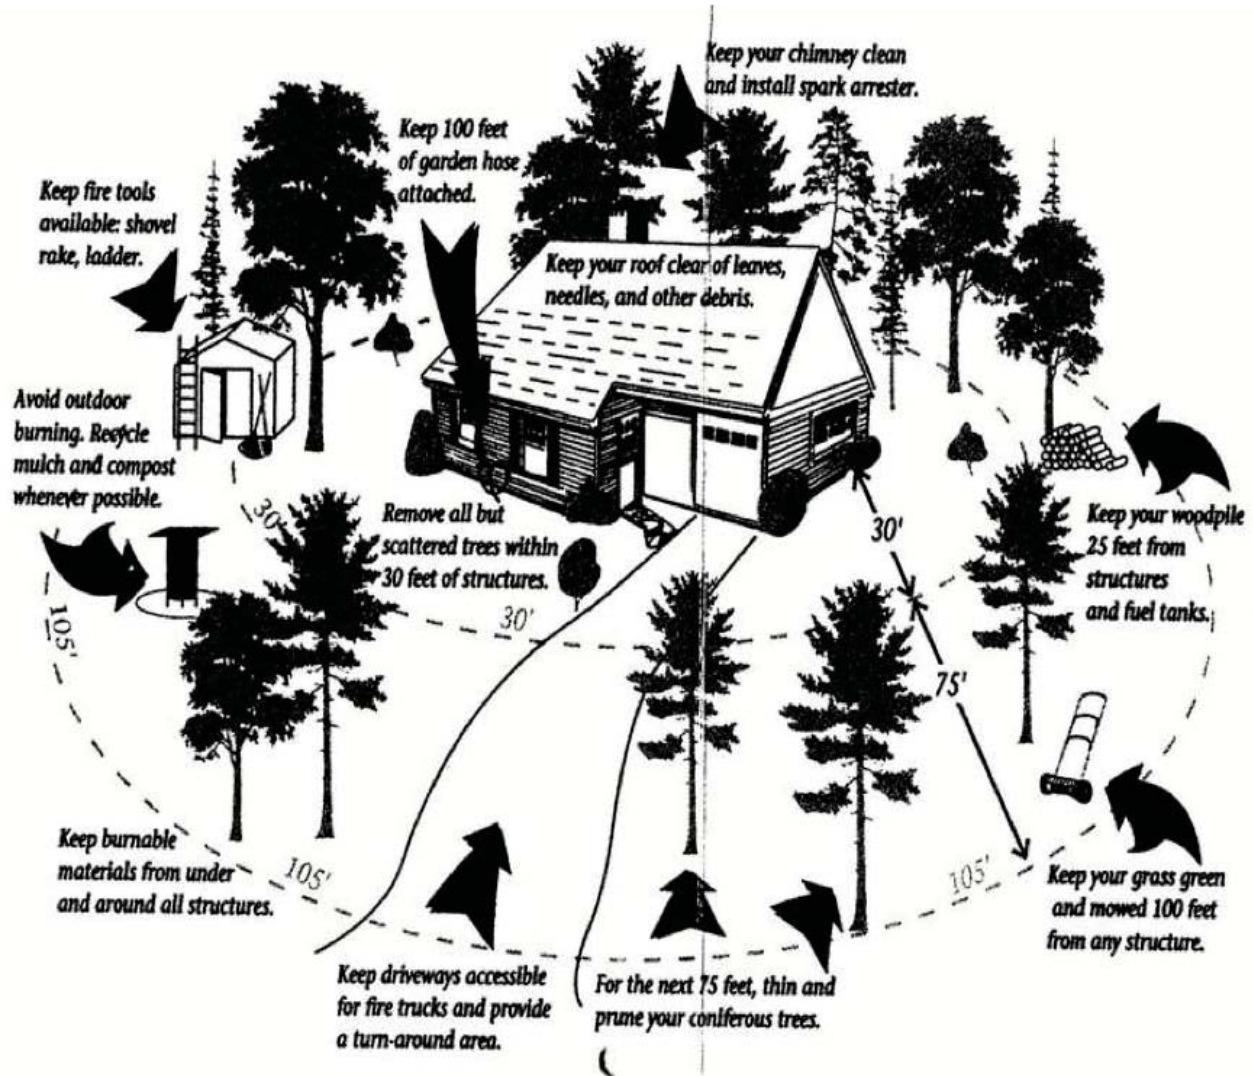 Keep your chimney clean
and install spark arrester.
Keep 100 feet
of garden hose
attached.
Keep fire tools
available: shovel
rake, ladder.
Keep your roof clear of leaves,
needles, and other debris.
Avoid outdoor
burning. Recycle
mulch and compost
whenever possible.
Remove all but
scattered trees within
30 feet of structures.
Keep your woodpile
25 feet from
structures
and fuel tanks.
30'
30'
30'
75'
105'
Keep burnable
materials from under
and around all structures.
105'
105'
Keep your grass green
and mowed 100 feet
from any structure.
Keep driveways accessible
for fire trucks and provide
a turn-around area.
For the next 75 feet, thin and
prune your coniferous trees.